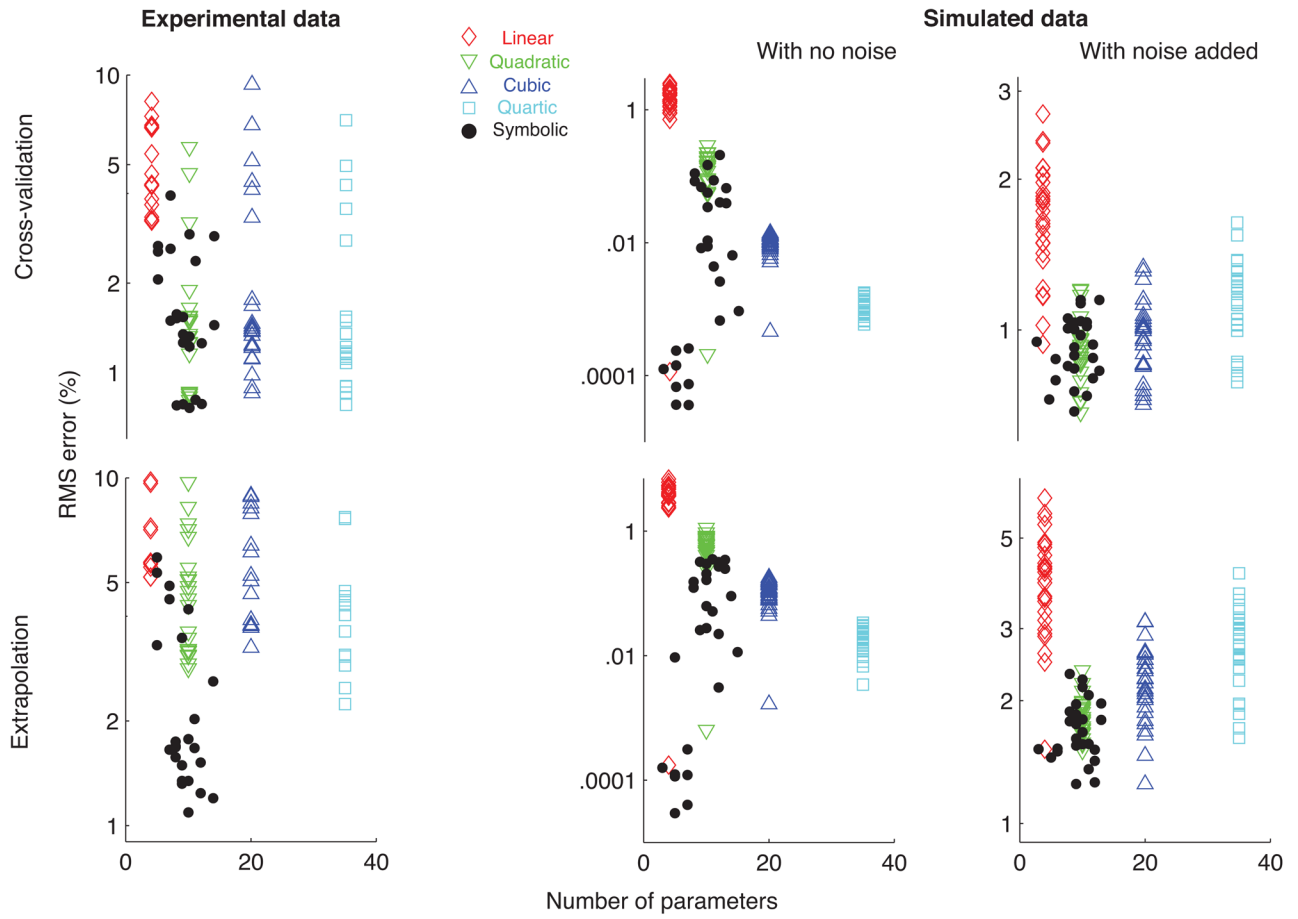 Experimental data
Simulated data
Linear
Quadratic
Cubic
Quartic
Symbolic
With no noise
With noise added
Cross-validation
Extrapolation
RMS error (%)
10
5
2
1
1
.01
.0001
3
2
1
10
5
2
1
0
20
40
1
.01
.0001
0
20
40
5
3
2
1
0
20
40
Number of parameters